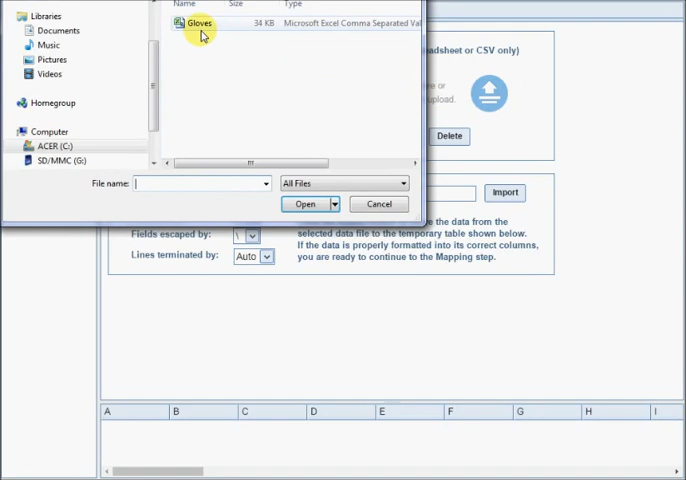 Name Size Type
Libraries
Documents
Music
Pictures
Videos
Homegroup
Computer
ACER (C:)
SD/MMC (G:)
Gloves 34 KB Microsoft Excel Comma Separated Val
File name: All Files
Open Cancel
eadsheet or CSV only)
e or
upload.
Delete
Import
the data from the
selected data file to the temporary table shown below.
If the data is properly formatted into its correct columns,
you are ready to continue to the Mapping step.
Fields escaped by: \
Lines terminated by: Auto
A B C D E F G H I